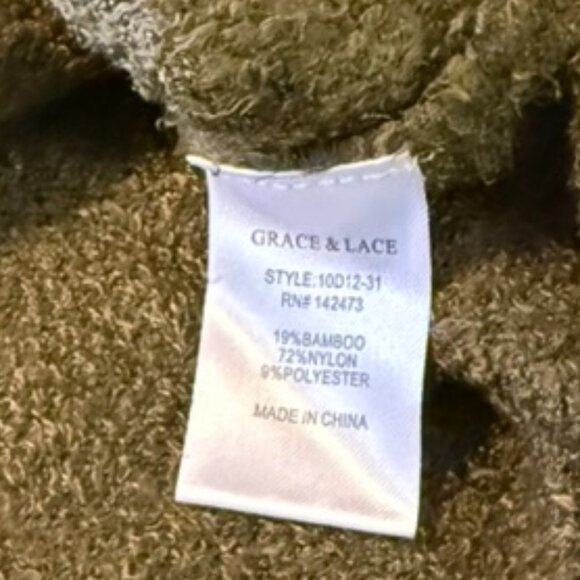 GRACE & LACE
STYLE:10D12-31
RN# 142473
19%BAMBOO
72%NYLON
9%POLYESTER
MADE IN CHINA